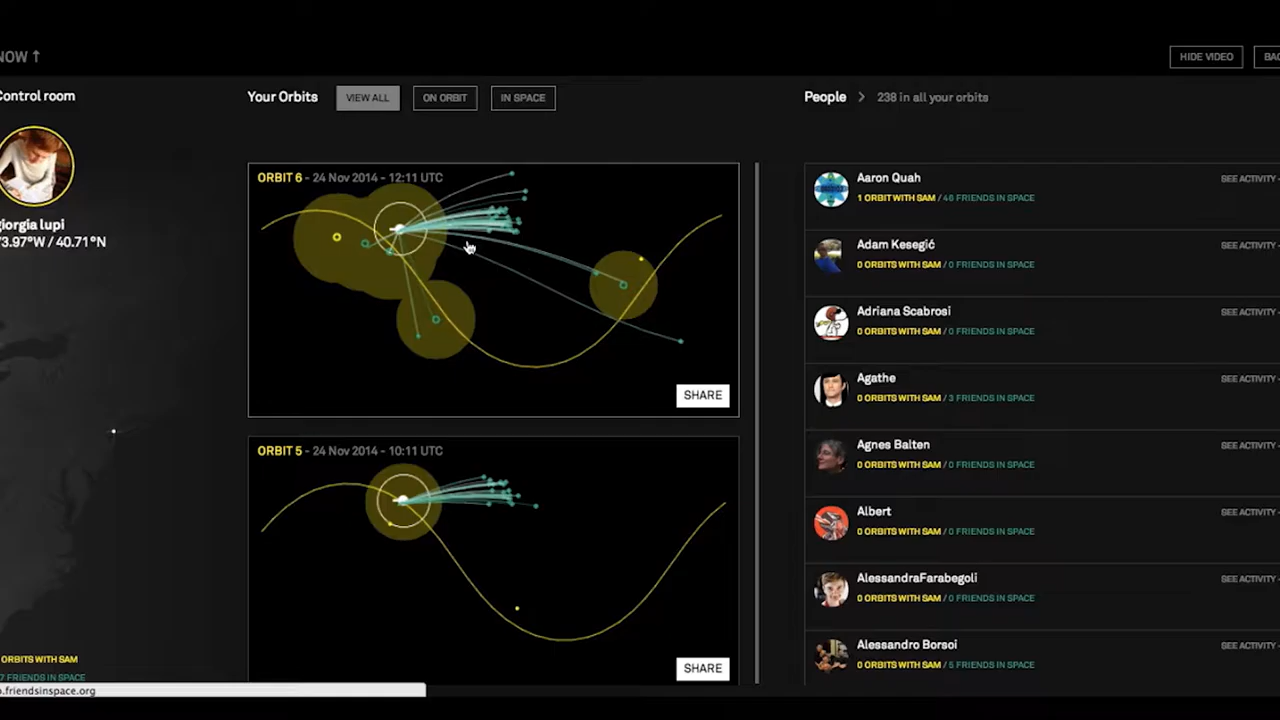 NOW ↑
HIDE VIDEO
Control room
giorgia lupi
73.97°W / 40.71°N
ORBITS WITH SAM
7 FRIENDS IN SPACE
.friendsinspace.org
Your Orbits
VIEW ALL
ON ORBIT
IN SPACE
ORBIT 6 - 24 Nov 2014 - 12:11 UTC
SHARE
ORBIT 5 - 24 Nov 2014 - 10:11 UTC
SHARE
People > 238 in all your orbits
Aaron Quah
SEE ACTIVITY
1 ORBIT WITH SAM / 46 FRIENDS IN SPACE
Adam Kesegić
SEE ACTIVITY
0 ORBITS WITH SAM / 0 FRIENDS IN SPACE
Adriana Scabrosi
SEE ACTIVITY
0 ORBITS WITH SAM / 0 FRIENDS IN SPACE
Agathe
SEE ACTIVITY
0 ORBITS WITH SAM / 3 FRIENDS IN SPACE
Agnes Balten
SEE ACTIVITY
0 ORBITS WITH SAM / 0 FRIENDS IN SPACE
Albert
SEE ACTIVITY
0 ORBITS WITH SAM / 0 FRIENDS IN SPACE
AlessandraFarabegoli
SEE ACTIVITY
0 ORBITS WITH SAM / 0 FRIENDS IN SPACE
Alessandro Borsoi
SEE ACTIVITY
0 ORBITS WITH SAM / 5 FRIENDS IN SPACE